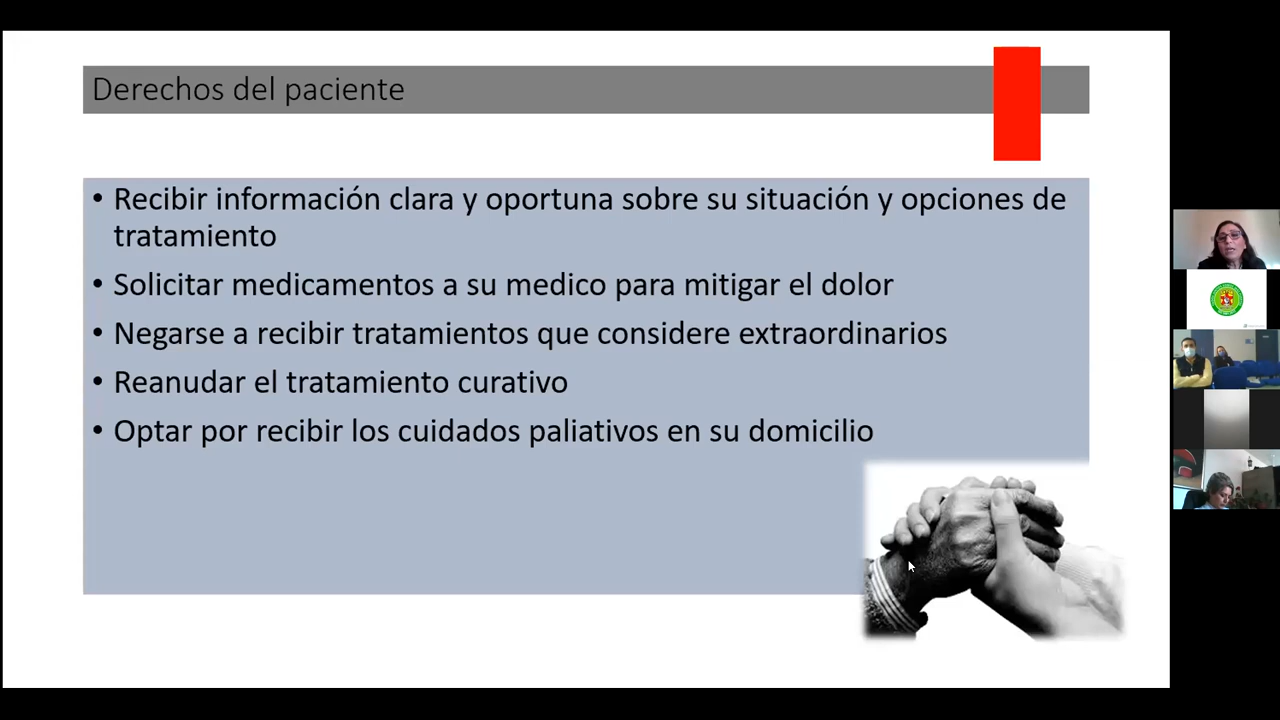 Derechos del paciente
• Recibir información clara y oportuna sobre su situación y opciones de
tratamiento
• Solicitar medicamentos a su medico para mitigar el dolor
• Negarse a recibir tratamientos que considere extraordinarios
• Reanudar el tratamiento curativo
• Optar por recibir los cuidados paliativos en su domicilio